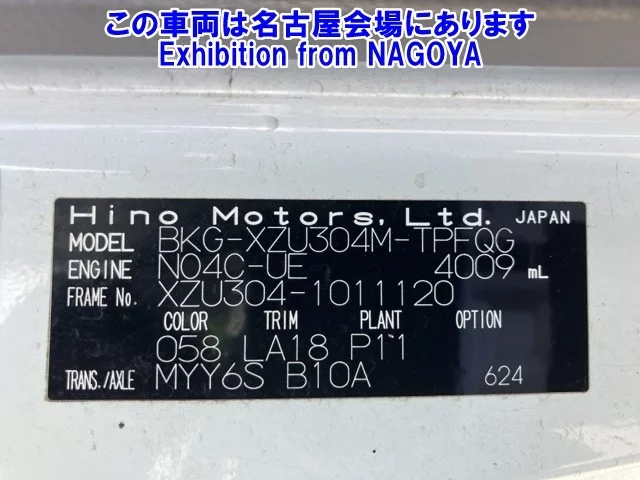 この車両は名古屋会場にあります
Exhibition from NAGOYA
Hino Motors, Ltd. JAPAN
MODEL BKG-XZU304M-TPFQG
ENGINE N04C-UE 4009 mL
FRAME No. XZU304-1011120
COLOR TRIM PLANT OPTION
058 LA18 P11
TRANS./AXLE MYY6S B10A 624